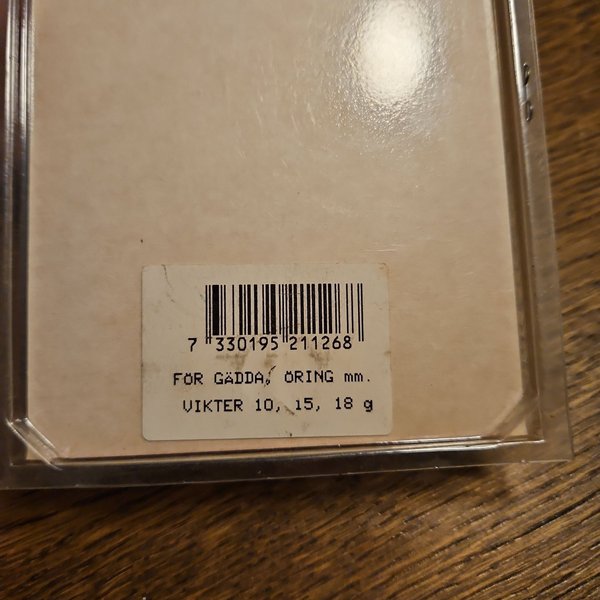 7 330195 211268
FÖR GÄDDA, ÖRING mm.
VIKTER 10, 15, 18 g